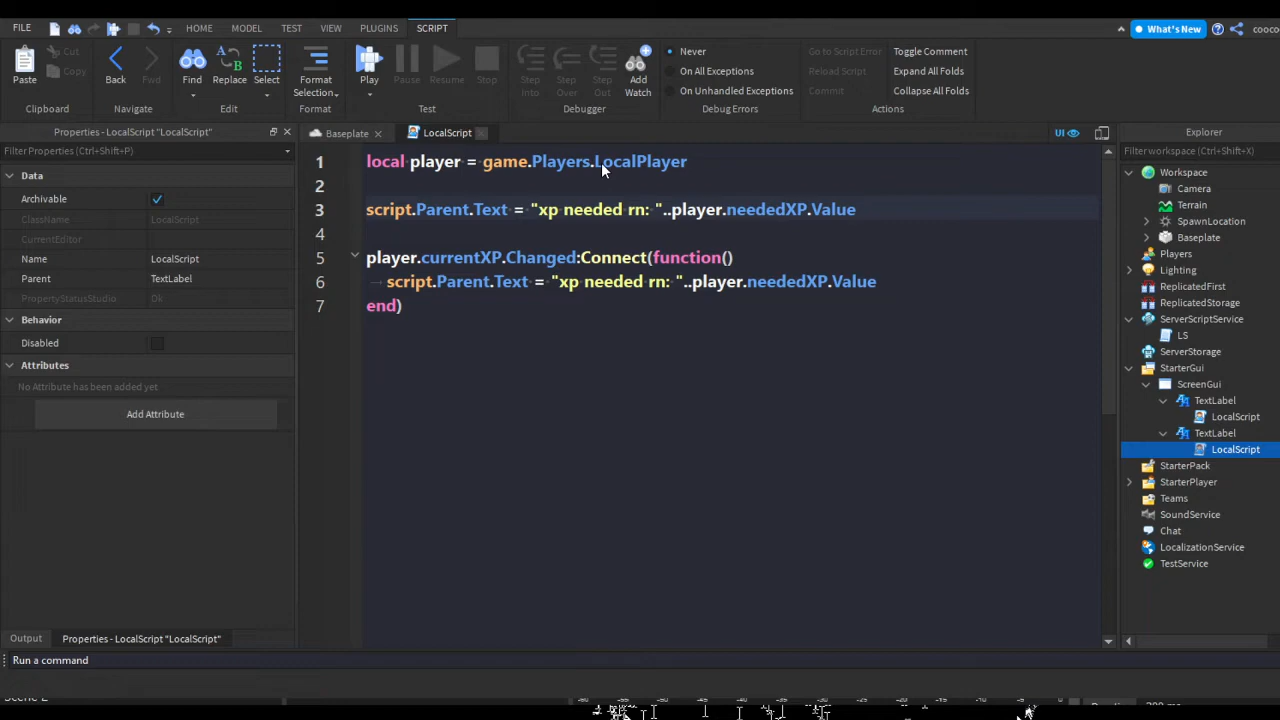 FILE HOME MODEL TEST VIEW PLUGINS SCRIPT What's New cooco
Paste Cut Copy Back Fwd Find Replace Select Format Selection Play Pause Resume Stop Step Into Step Over Step Out Add Watch
Never
On All Exceptions
On Unhandled Exceptions
Go to Script Error
Reload Script
Commit
Toggle Comment
Expand All Folds
Collapse All Folds
Clipboard Navigate Edit Format Test Debugger Debug Errors Actions
Properties - LocalScript "LocalScript"
Filter Properties (Ctrl+Shift+P)
Data
Archivable
ClassName LocalScript
CurrentEditor
Name LocalScript
Parent TextLabel
PropertyStatusStudio Ok
Behavior
Disabled
Attributes
No Attribute has been added yet
Add Attribute
Output Properties - LocalScript "LocalScript"
Baseplate LocalScript UI
1 local player = game.Players.LocalPlayer
2
3 script.Parent.Text = "xp needed rn: "..player.neededXP.Value
4
5 player.currentXP.Changed:Connect(function()
6 script.Parent.Text = "xp needed rn: "..player.neededXP.Value
7 end)
Explorer
Filter workspace (Ctrl+Shift+X)
Workspace
Camera
Terrain
SpawnLocation
Baseplate
Players
Lighting
ReplicatedFirst
ReplicatedStorage
ServerScriptService
LS
ServerStorage
StarterGui
ScreenGui
TextLabel
LocalScript
TextLabel
LocalScript
StarterPack
StarterPlayer
Teams
SoundService
Chat
LocalizationService
TestService
Run a command